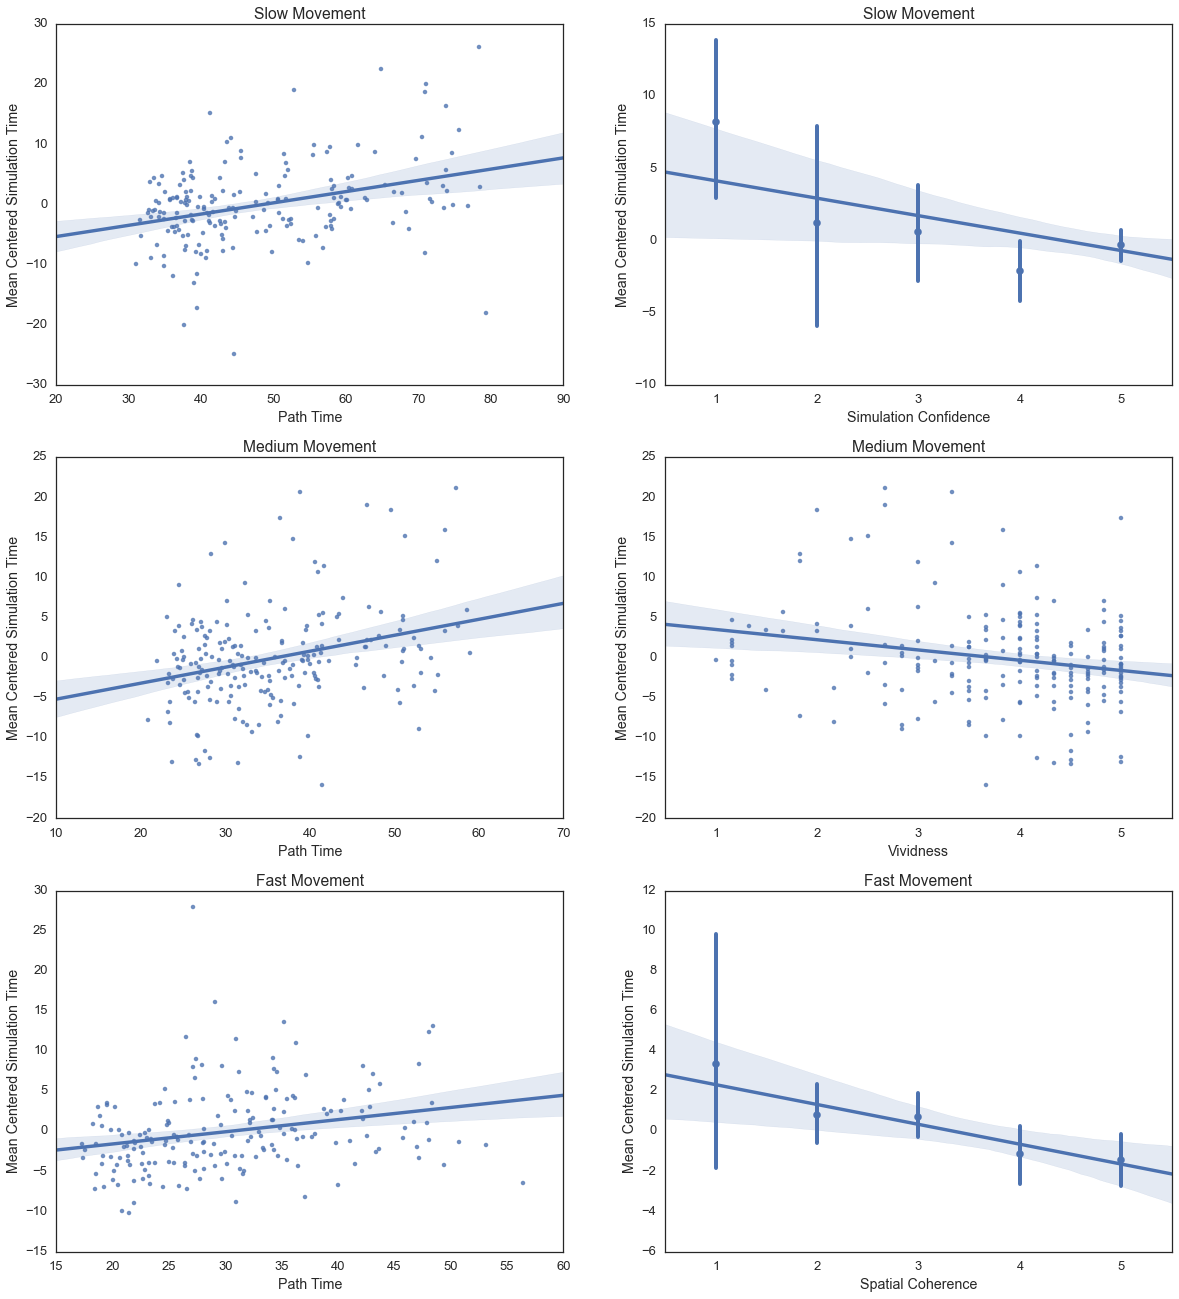 Slow Movement
30
20
10
0
−10
−20
−30
Mean Centered Simulation Time
20 30 40 50 60 70 80 90
Path Time
Slow Movement
15
10
5
0
−5
−10
Mean Centered Simulation Time
1 2 3 4 5
Simulation Confidence
Medium Movement
25
20
15
10
5
0
−5
−10
−15
−20
Mean Centered Simulation Time
10 20 30 40 50 60 70
Path Time
Medium Movement
25
20
15
10
5
0
−5
−10
−15
−20
Mean Centered Simulation Time
1 2 3 4 5
Vividness
Fast Movement
30
25
20
15
10
5
0
−5
−10
−15
Mean Centered Simulation Time
15 20 25 30 35 40 45 50 55 60
Path Time
Fast Movement
12
10
8
6
4
2
0
−2
−4
−6
Mean Centered Simulation Time
1 2 3 4 5
Spatial Coherence